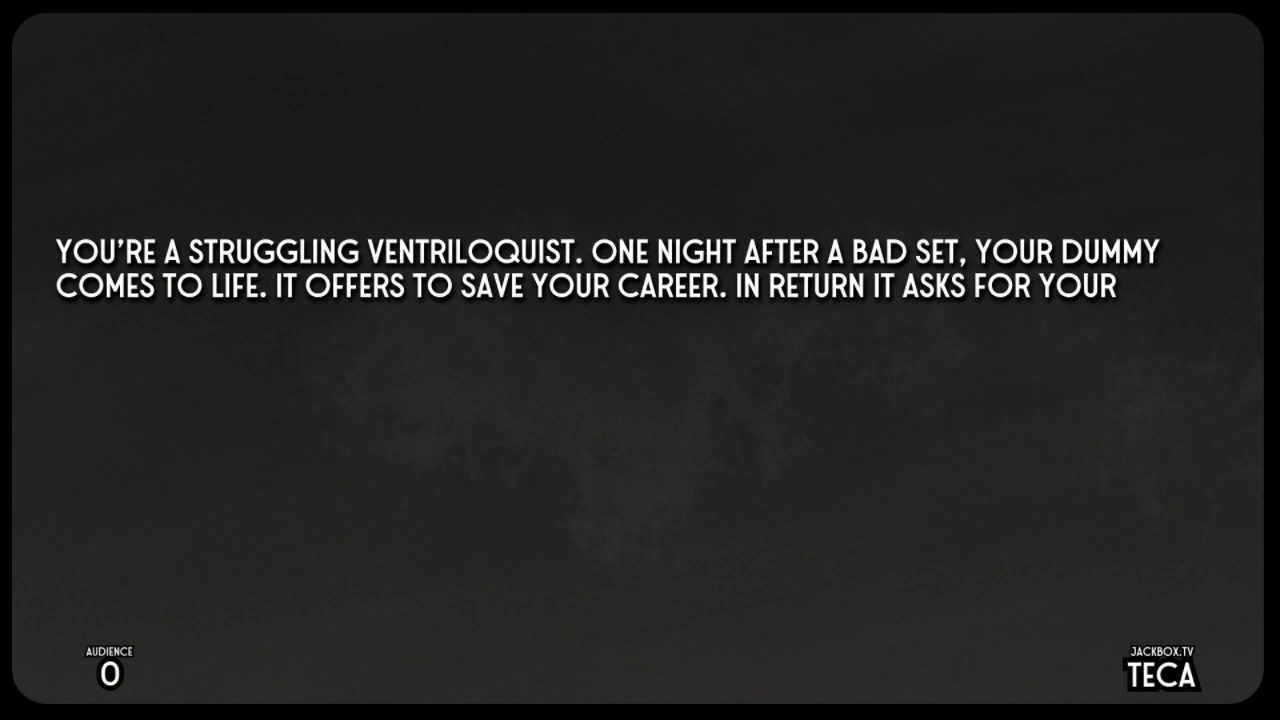 YOU'RE A STRUGGLING VENTRILOQUIST. ONE NIGHT AFTER A BAD SET, YOUR DUMMY
COMES TO LIFE. IT OFFERS TO SAVE YOUR CAREER. IN RETURN IT ASKS FOR YOUR
AUDIENCE
0
JACKBOX.TV
TECA